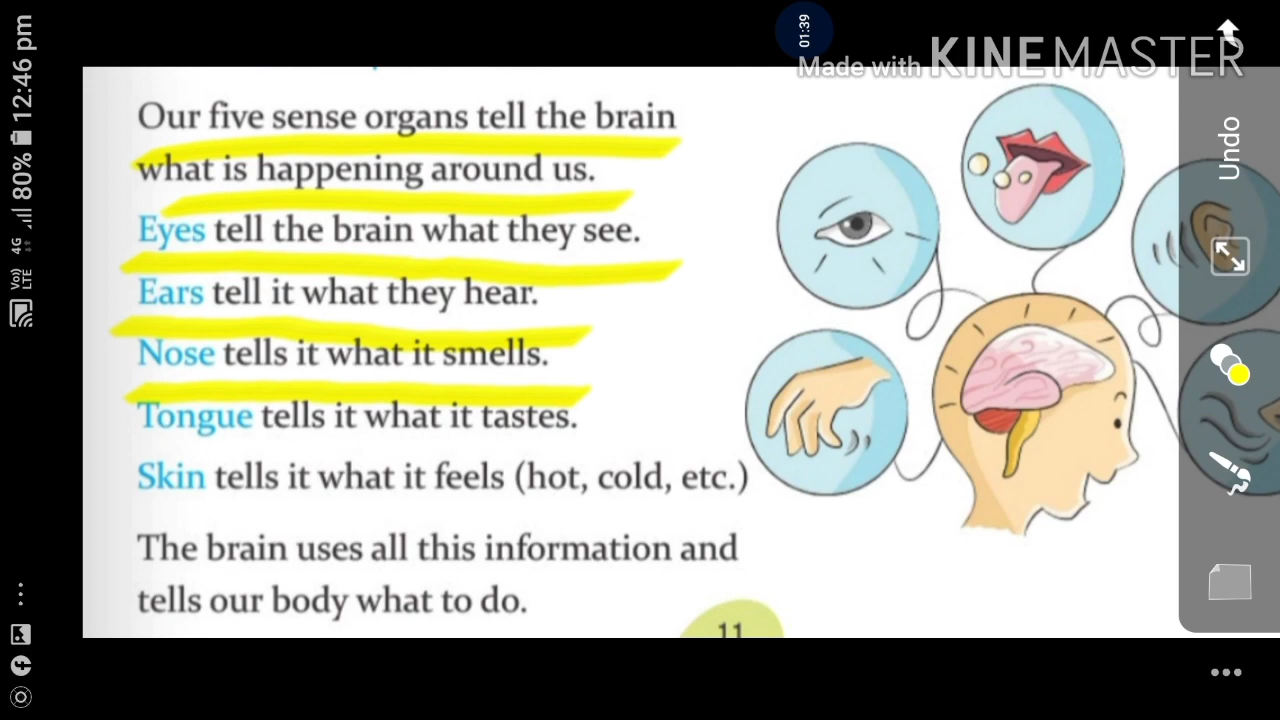 12:46 pm
80%
4G
Vo))
LTE
01:39
Made with KINEMASTER
Undo
Our five sense organs tell the brain
what is happening around us.
Eyes tell the brain what they see.
Ears tell it what they hear.
Nose tells it what it smells.
Tongue tells it what it tastes.
Skin tells it what it feels (hot, cold, etc.)
The brain uses all this information and
tells our body what to do.
11